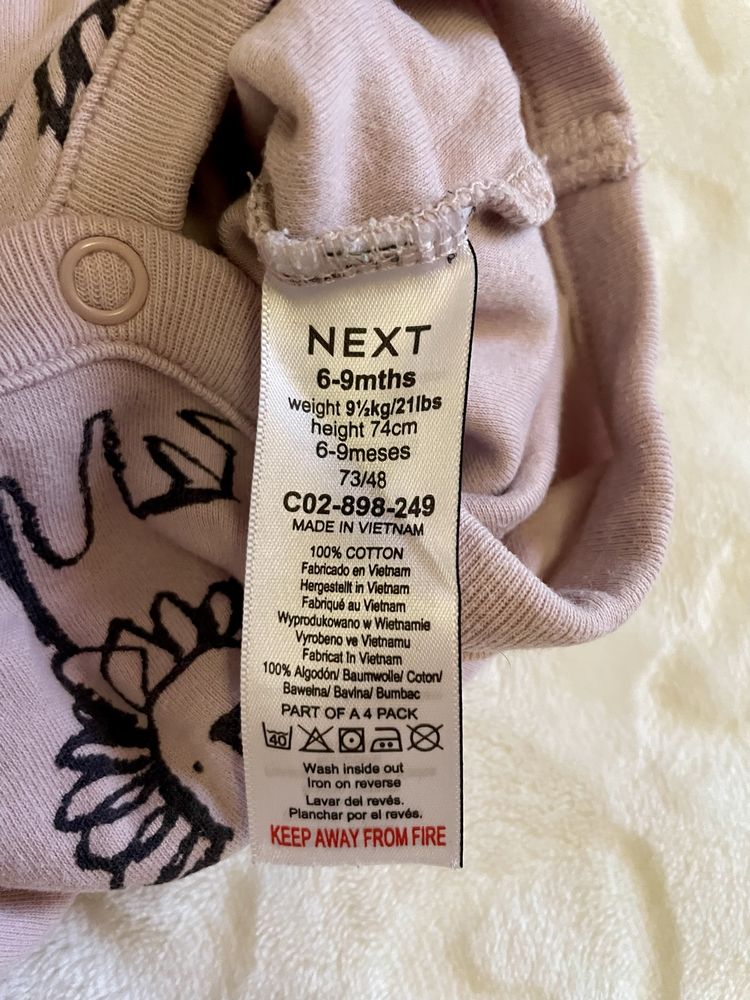 NEXT
6-9mths
weight 9½kg/21lbs
height 74cm
6-9meses
73/48
C02-898-249
MADE IN VIETNAM
100% COTTON
Fabricado en Vietnam
Hergestellt in Vietnam
Fabriqué au Vietnam
Wyprodukowano w Wietnamie
Vyrobeno ve Vietnamu
Fabricat în Vietnam
100% Algodón/ Baumwolle/ Coton/
Bawełna/ Bavlna/ Bumbac
PART OF A 4 PACK
40
Wash inside out
Iron on reverse
Lavar del revés.
Planchar por el revés.
KEEP AWAY FROM FIRE